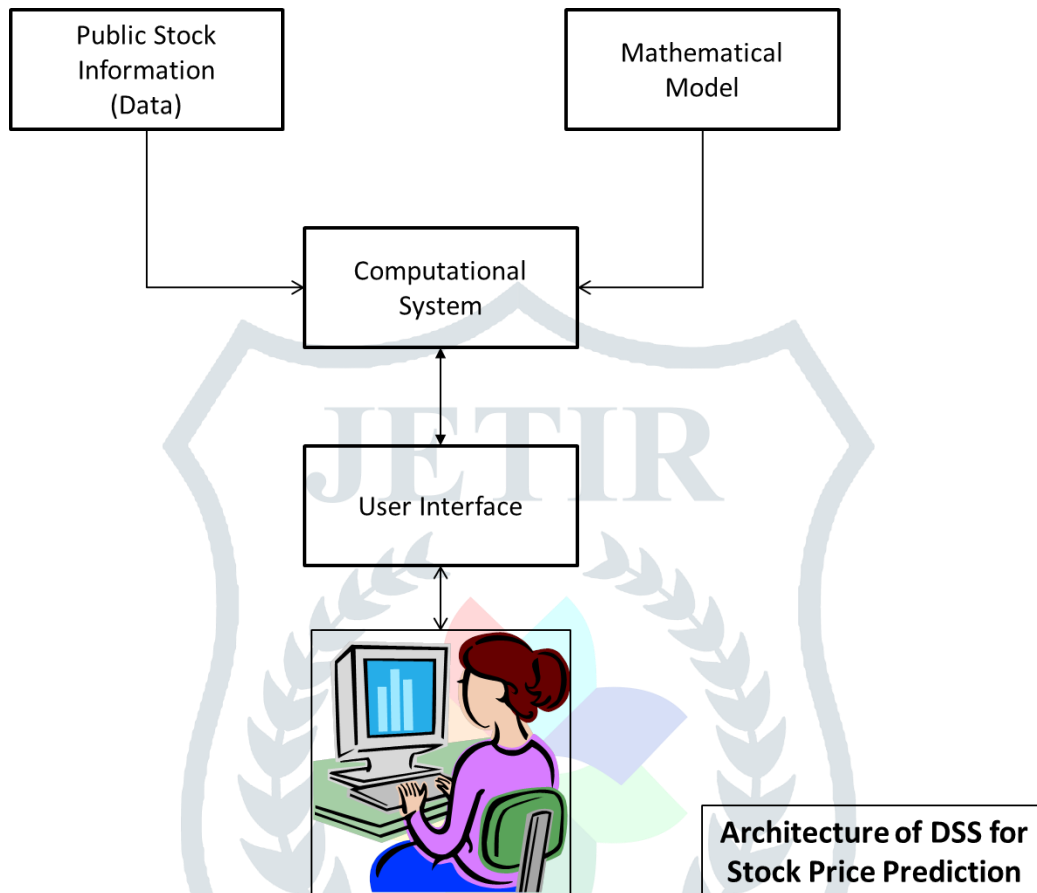 Public Stock
Information
(Data)
Mathematical
Model
Computational
System
JETIR
User Interface
Architecture of DSS for
Stock Price Prediction